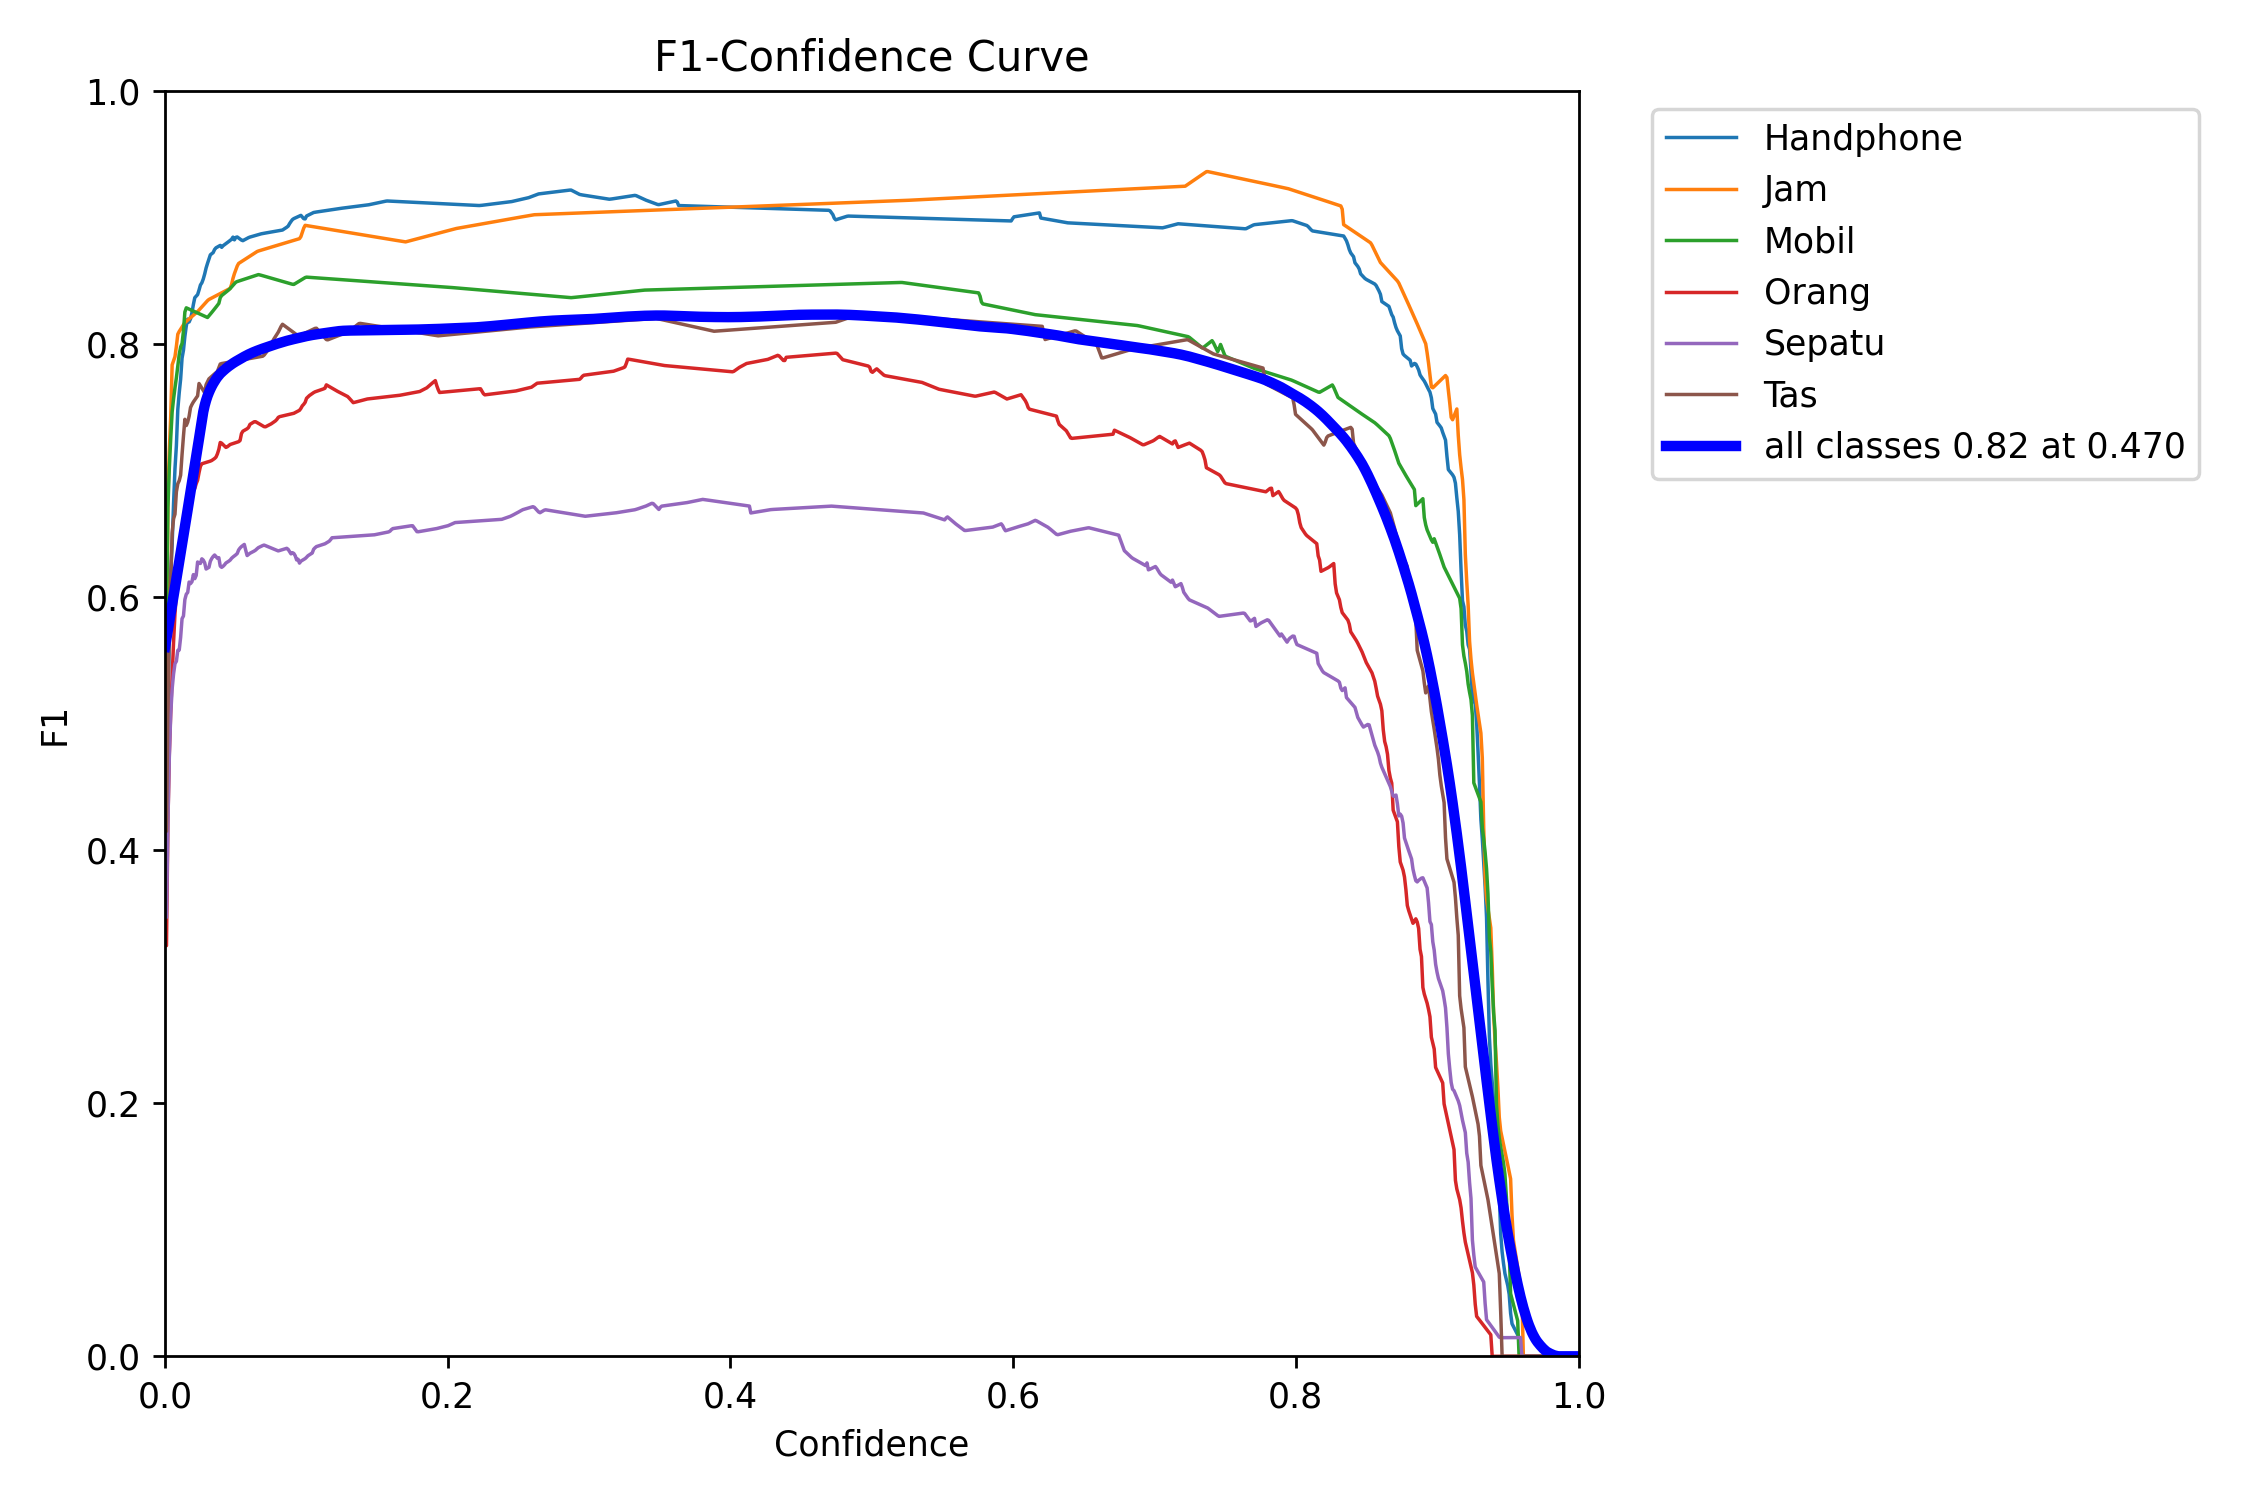 F1-Confidence Curve
1.0
0.8
0.6
0.4
0.2
0.0
F1
0.0 0.2 0.4 0.6 0.8 1.0
Confidence
Handphone
Jam
Mobil
Orang
Sepatu
Tas
all classes 0.82 at 0.470